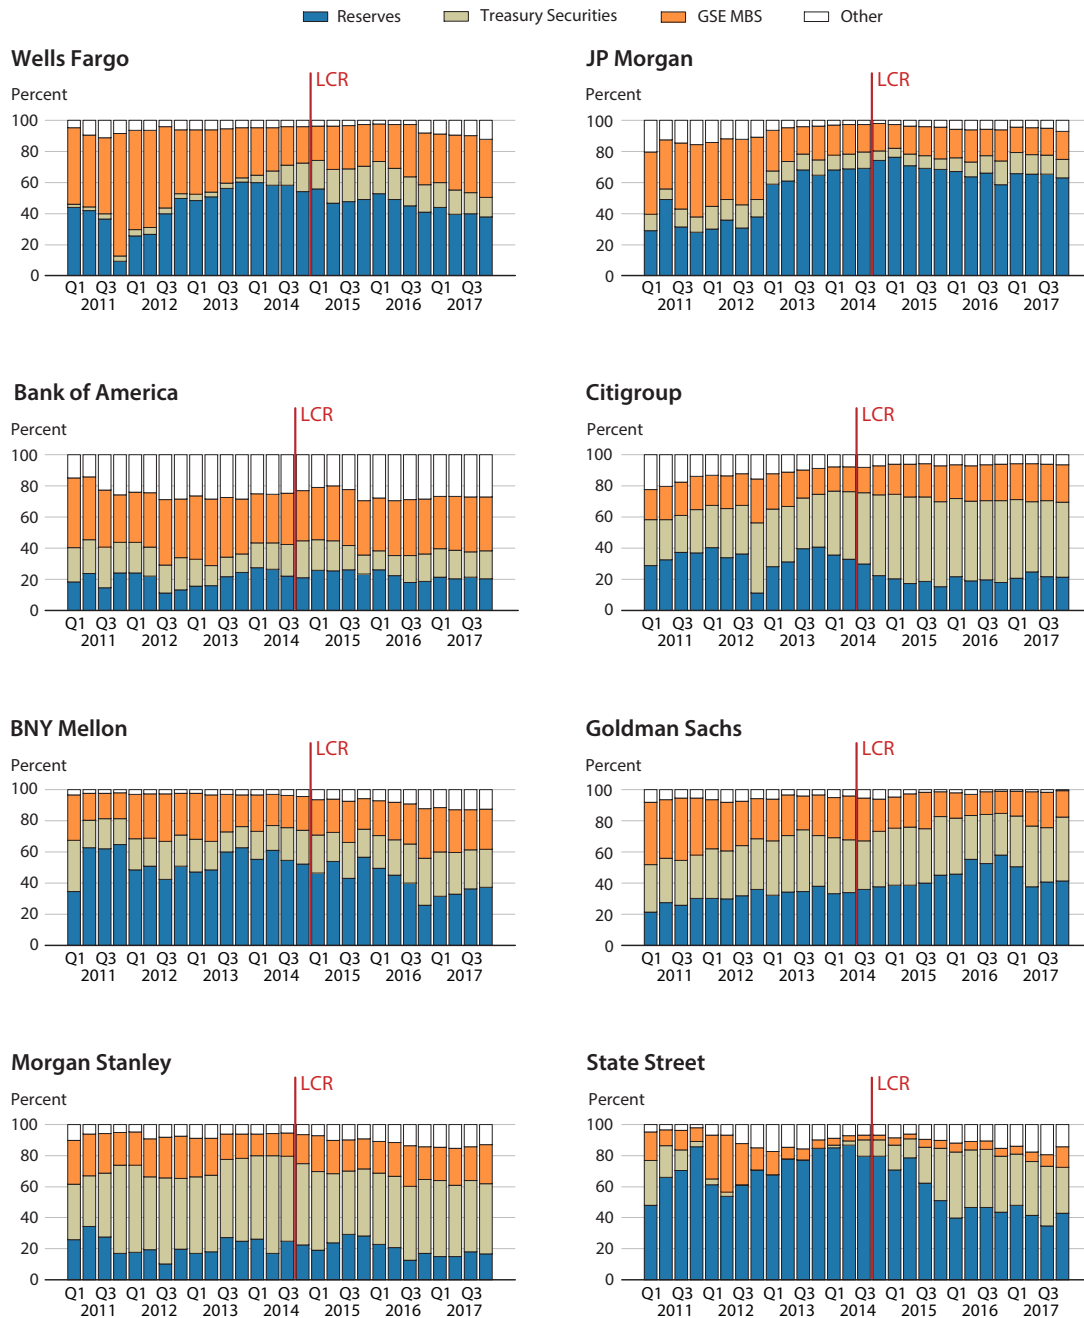 Reserves Treasury Securities GSE MBS Other
Wells Fargo
Percent
LCR
100
80
60
40
20
0
Q1 Q3 Q1 Q3 Q1 Q3 Q1 Q3 Q1 Q3 Q1 Q3 Q1 Q3
2011 2012 2013 2014 2015 2016 2017
JP Morgan
Percent
LCR
100
80
60
40
20
0
Q1 Q3 Q1 Q3 Q1 Q3 Q1 Q3 Q1 Q3 Q1 Q3 Q1 Q3
2011 2012 2013 2014 2015 2016 2017
Bank of America
Percent
LCR
100
80
60
40
20
0
Q1 Q3 Q1 Q3 Q1 Q3 Q1 Q3 Q1 Q3 Q1 Q3 Q1 Q3
2011 2012 2013 2014 2015 2016 2017
Citigroup
Percent
LCR
100
80
60
40
20
0
Q1 Q3 Q1 Q3 Q1 Q3 Q1 Q3 Q1 Q3 Q1 Q3 Q1 Q3
2011 2012 2013 2014 2015 2016 2017
BNY Mellon
Percent
LCR
100
80
60
40
20
0
Q1 Q3 Q1 Q3 Q1 Q3 Q1 Q3 Q1 Q3 Q1 Q3 Q1 Q3
2011 2012 2013 2014 2015 2016 2017
Goldman Sachs
Percent
LCR
100
80
60
40
20
0
Q1 Q3 Q1 Q3 Q1 Q3 Q1 Q3 Q1 Q3 Q1 Q3 Q1 Q3
2011 2012 2013 2014 2015 2016 2017
Morgan Stanley
Percent
LCR
100
80
60
40
20
0
Q1 Q3 Q1 Q3 Q1 Q3 Q1 Q3 Q1 Q3 Q1 Q3 Q1 Q3
2011 2012 2013 2014 2015 2016 2017
State Street
Percent
LCR
100
80
60
40
20
0
Q1 Q3 Q1 Q3 Q1 Q3 Q1 Q3 Q1 Q3 Q1 Q3 Q1 Q3
2011 2012 2013 2014 2015 2016 2017